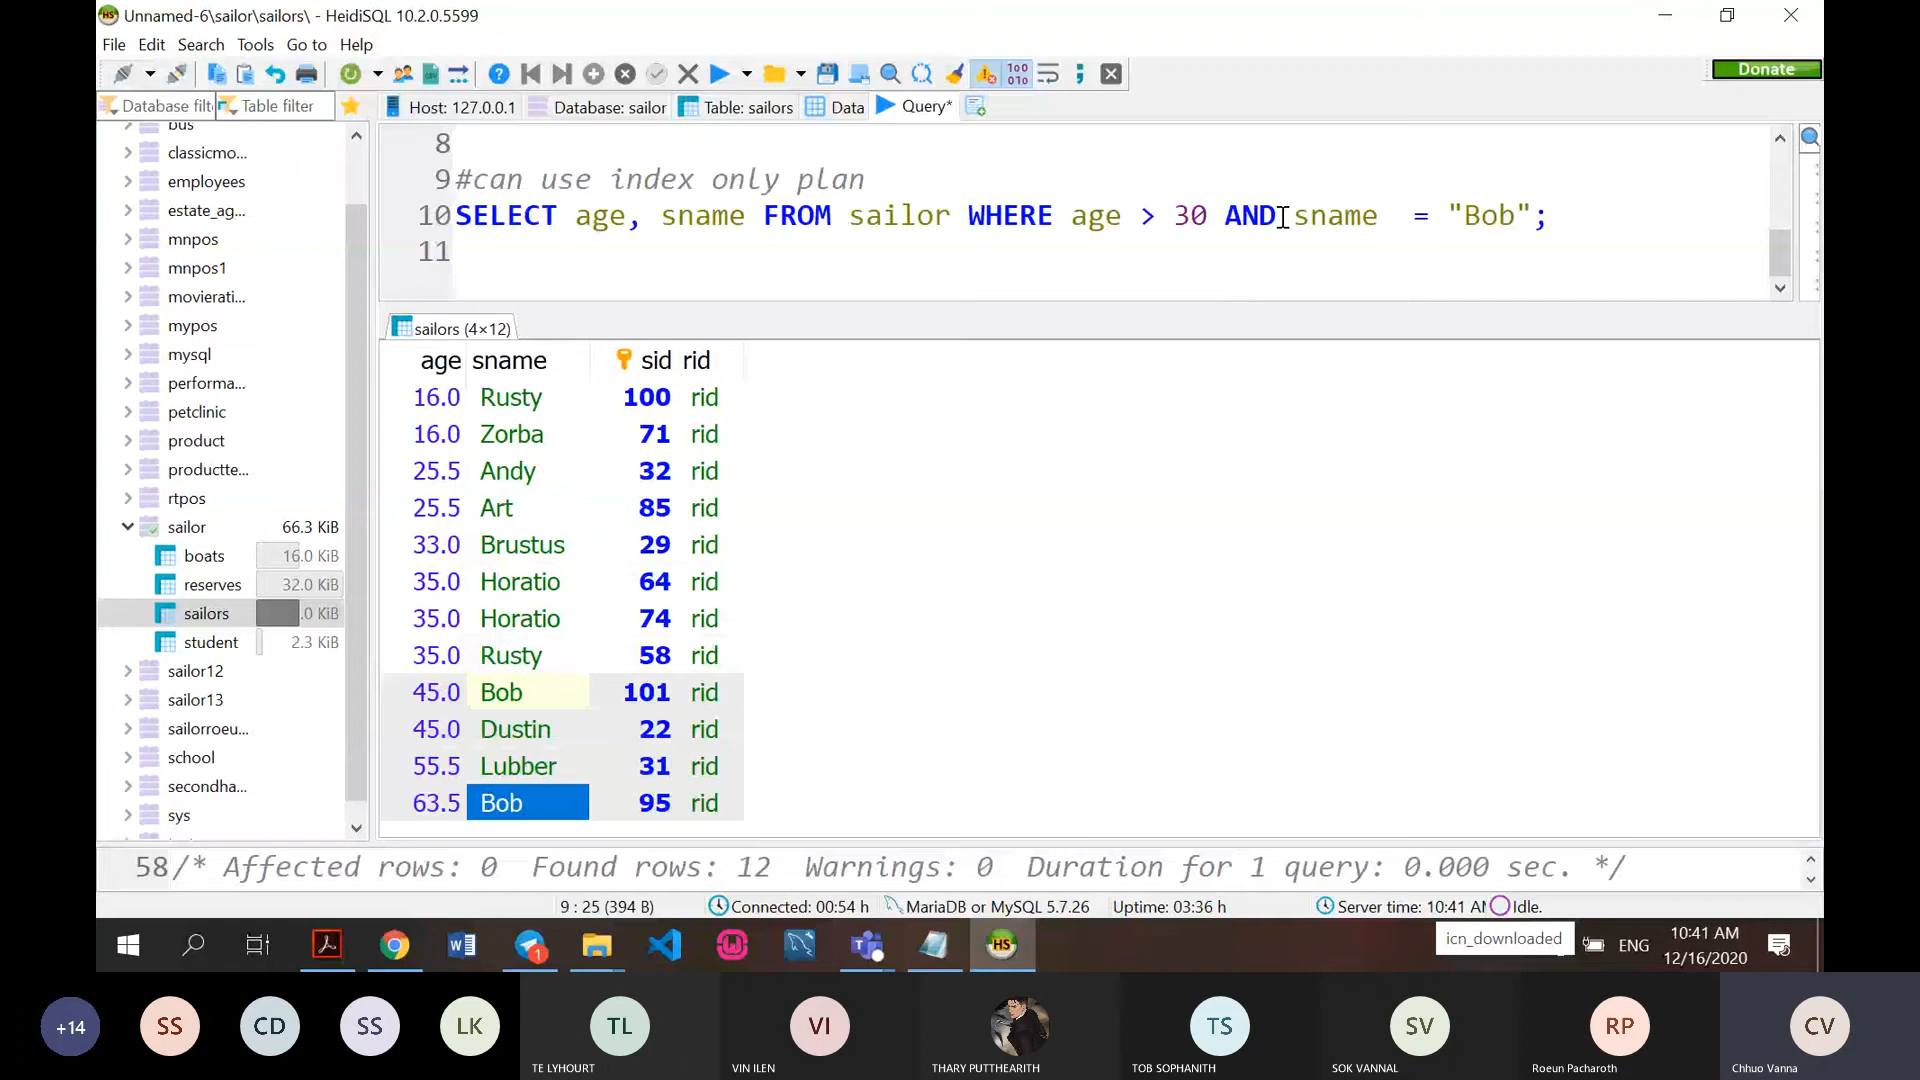 Unnamed-6\sailor\sailors\ - HeidiSQL 10.2.0.5599
File Edit Search Tools Go to Help
Donate
Database filt Table filter Host: 127.0.0.1 Database: sailor Table: sailors Data Query*
bus
classicmo...
employees
estate_ag...
mnpos
mnpos1
movierati...
mypos
mysql
performa...
petclinic
product
productte...
rtpos
sailor 66.3 KiB
boats 16.0 KiB
reserves 32.0 KiB
sailors .0 KiB
student 2.3 KiB
sailor12
sailor13
sailorroeu...
school
secondha...
sys
8
9 #can use index only plan
10 SELECT age, sname FROM sailor WHERE age > 30 AND sname = "Bob";
11
sailors (4×12)
age sname sid rid
16.0 Rusty 100 rid
16.0 Zorba 71 rid
25.5 Andy 32 rid
25.5 Art 85 rid
33.0 Brustus 29 rid
35.0 Horatio 64 rid
35.0 Horatio 74 rid
35.0 Rusty 58 rid
45.0 Bob 101 rid
45.0 Dustin 22 rid
55.5 Lubber 31 rid
63.5 Bob 95 rid
58 /* Affected rows: 0 Found rows: 12 Warnings: 0 Duration for 1 query: 0.000 sec. */
9 : 25 (394 B) Connected: 00:54 h MariaDB or MySQL 5.7.26 Uptime: 03:36 h Server time: 10:41 AM Idle.
icn_downloaded
ENG
10:41 AM
12/16/2020
+14 SS CD SS LK TL VI TS SV RP CV
TE LYHOURT VIN ILEN THARY PUTTHEARITH TOB SOPHANITH SOK VANNAL Roeun Pacharoth Chhuo Vanna